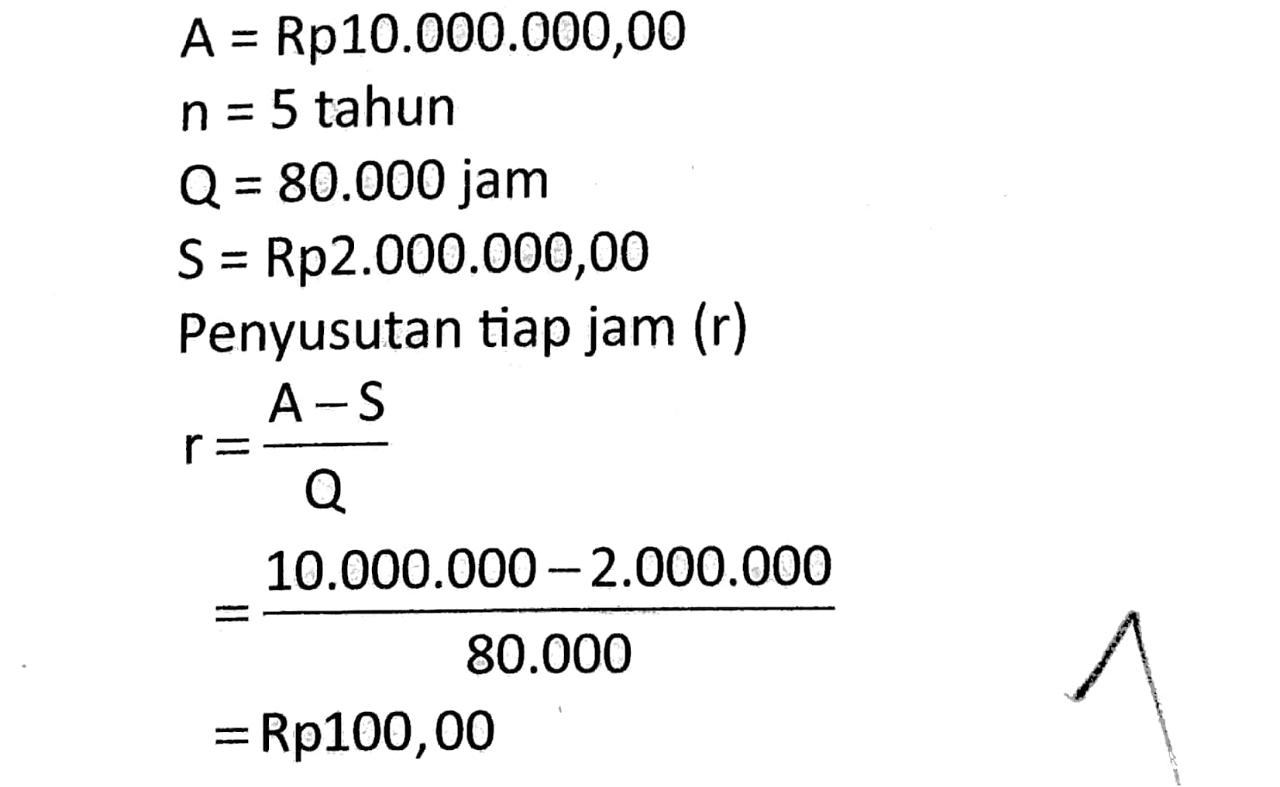 A = Rp10.000.000,00
n = 5 tahun
Q = 80.000 jam
S = Rp2.000.000,00
Penyusutan tiap jam (r)
r = A – S
Q
= 10.000.000 – 2.000.000
80.000
= Rp100,00